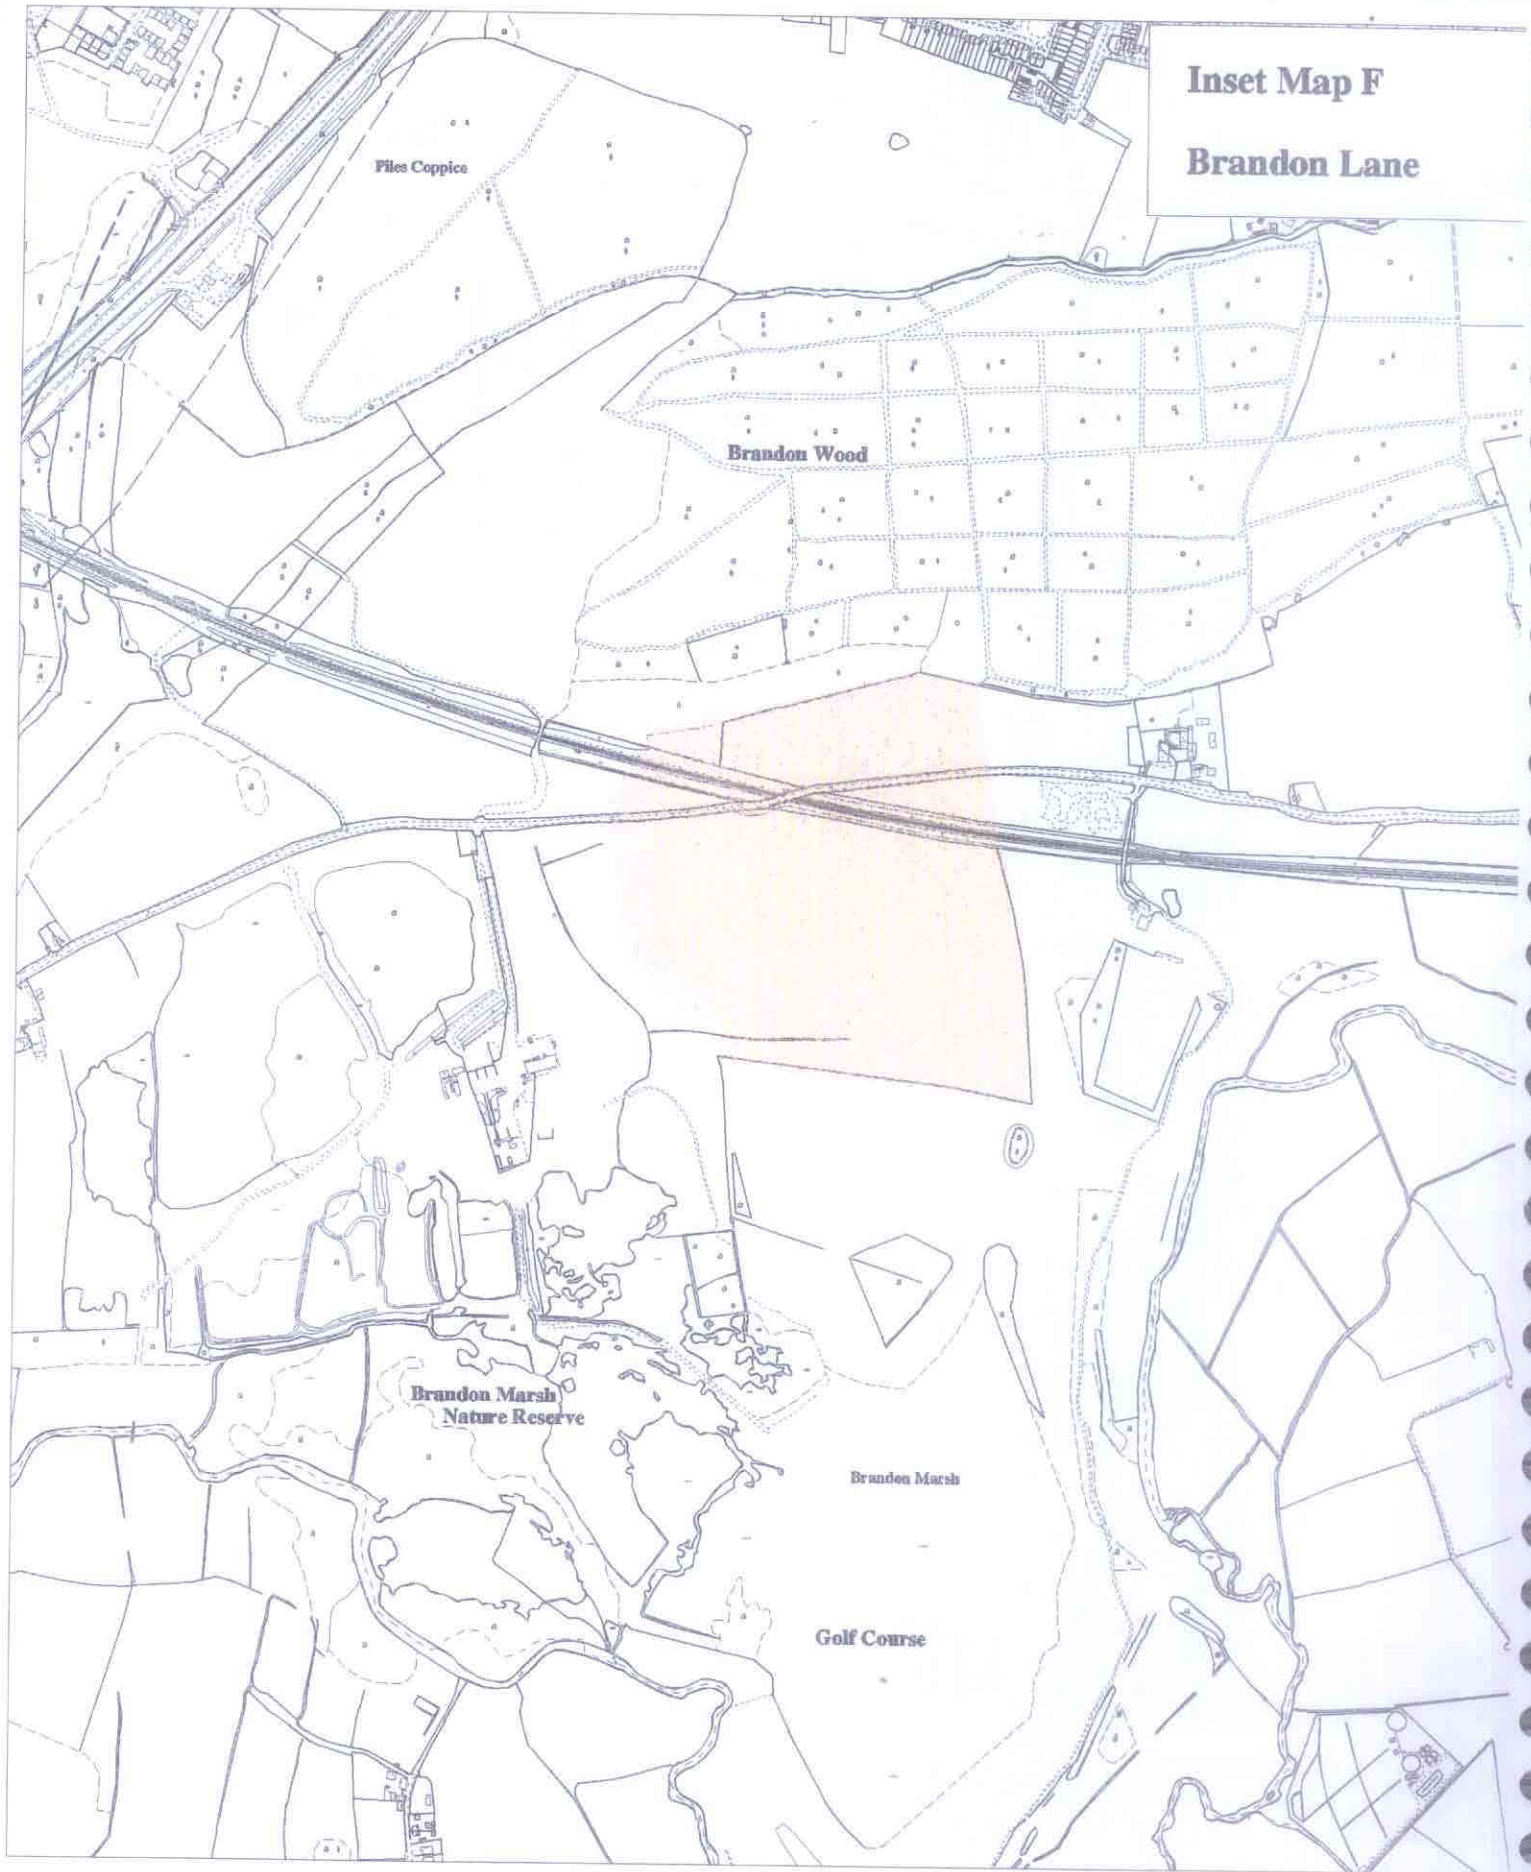 Inset Map F
Brandon Lane
Piles Coppice
Brandon Wood
Brandon Marsh
Nature Reserve
Brandon Marsh
Golf Course